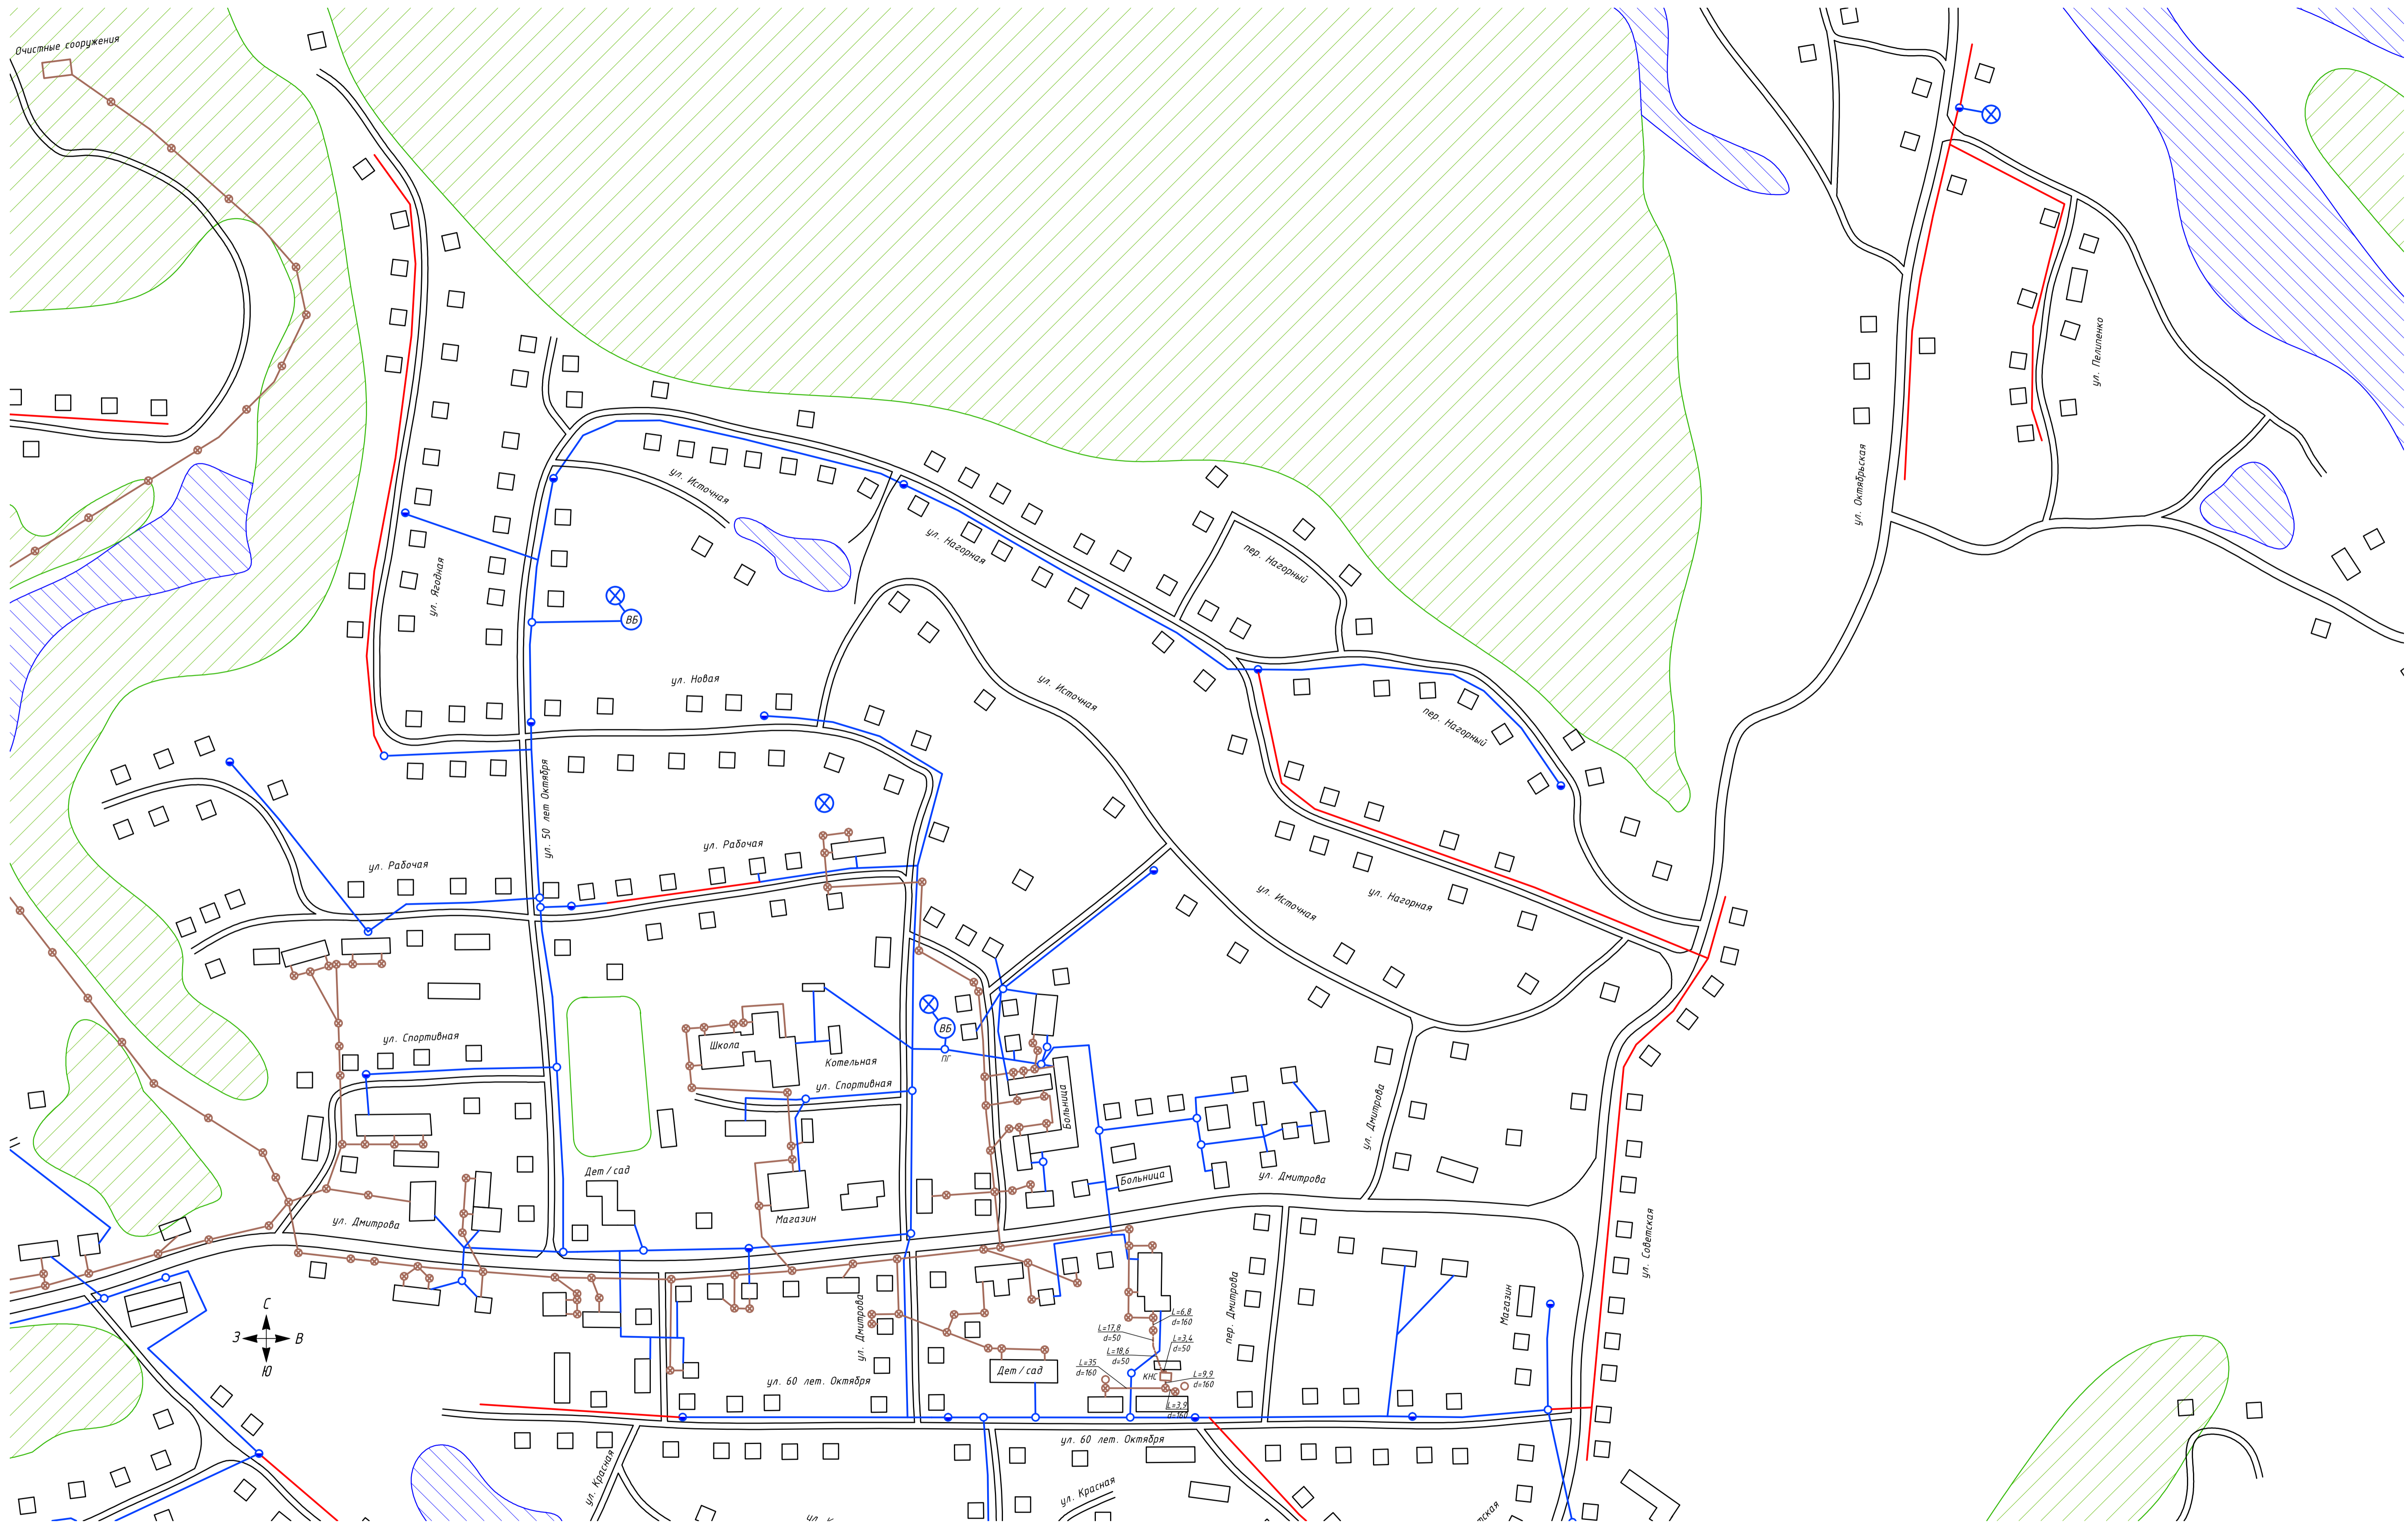 Очистные сооружения
ул. Пелипенко
ул. Октябрьская
ул. Источная
ул. Нагорная
пер. Нагорный
ул. Ягодная
ВБ
ул. Новая
ул. Источная
пер. Нагорный
ул. 50 лет Октября
ул. Рабочая
ул. Рабочая
ул. Источная
ул. Нагорная
ВБ
ПГ
ул. Спортивная
Школа
Котельная
ул. Спортивная
Больница
ул. Дмитрова
Дет/сад
Больница
ул. Дмитрова
Магазин
ул. Дмитрова
ул. Советская
С
З
В
Ю
ул. Дмитрова
пер. Дмитрова
Магазин
L=6,8
d=160
L=17,8
d=50
L=3,4
d=50
L=18,6
d=50
L=35
d=160
КНС
L=9,9
d=160
L=3,9
d=160
Дет/сад
ул. 60 лет. Октября
ул. 60 лет. Октября
ул. Красная
ул. Красная